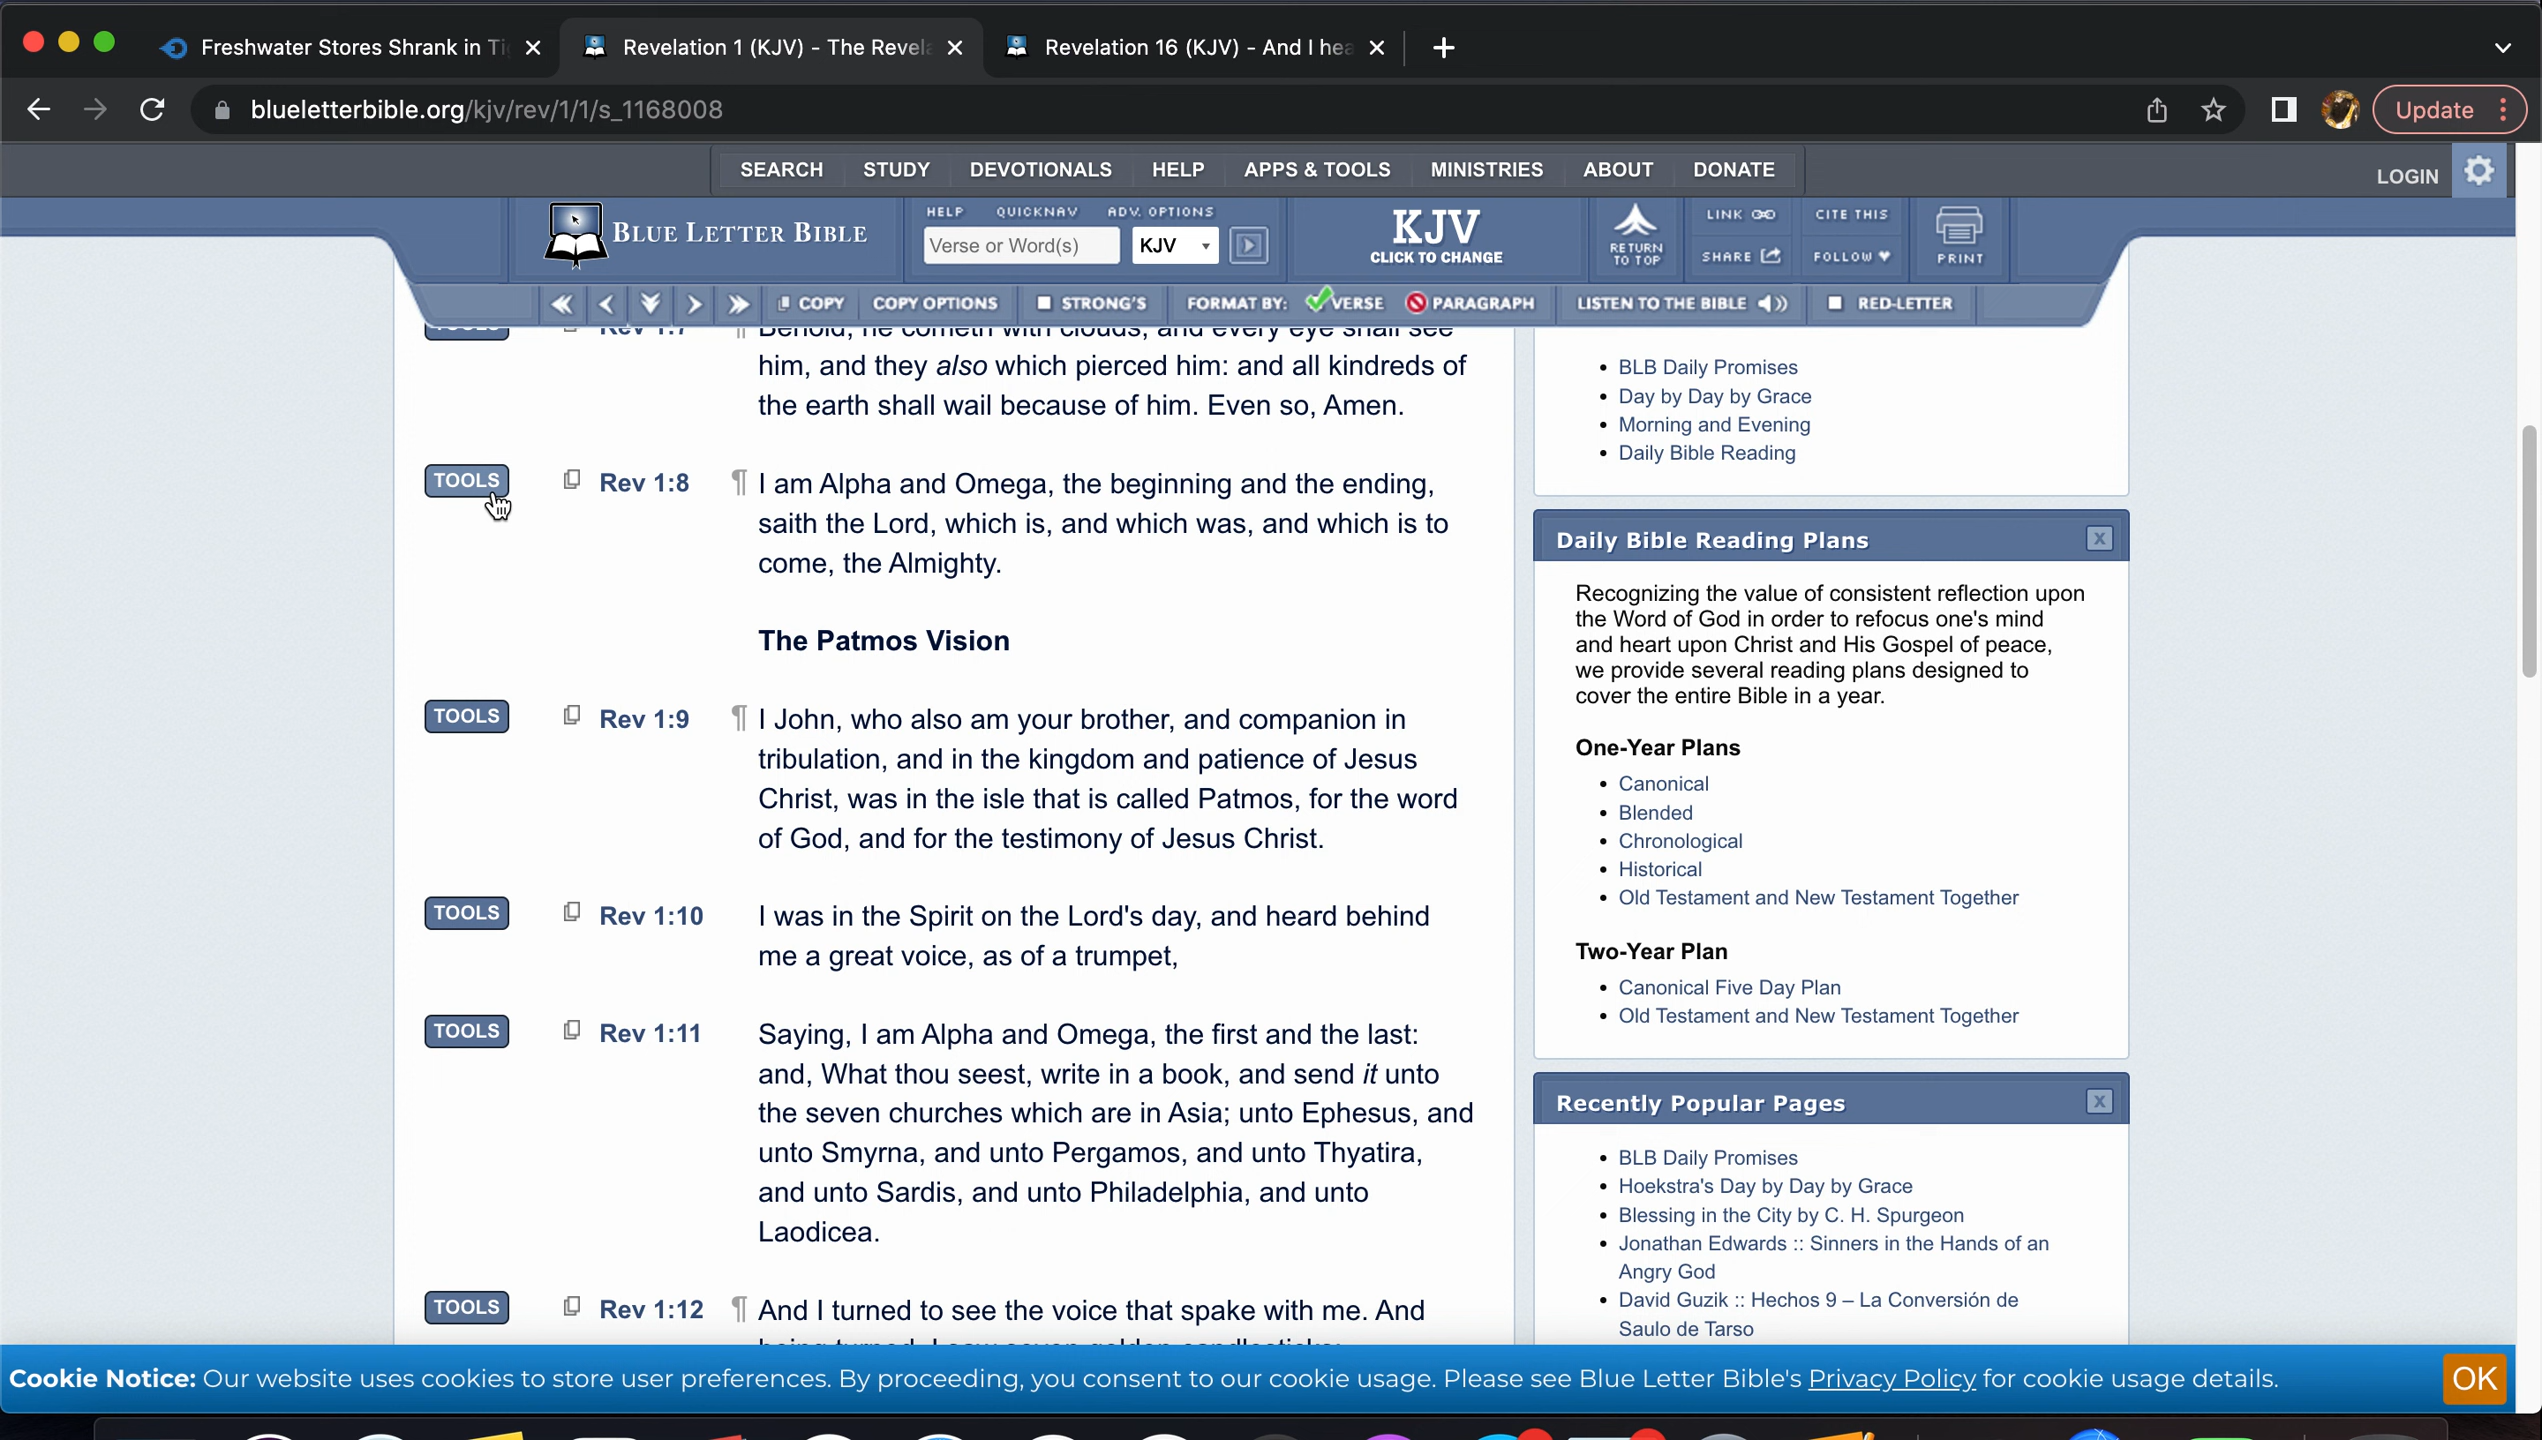 Freshwater Stores Shrank in Ti
Revelation 1 (KJV) - The Revela
Revelation 16 (KJV) - And I hea
blueletterbible.org/kjv/rev/1/1/s_1168008
Update
SEARCH STUDY DEVOTIONALS HELP APPS & TOOLS MINISTRIES ABOUT DONATE
LOGIN
BLUE LETTER BIBLE
HELP QUICKNAV ADV. OPTIONS
Verse or Word(s)
KJV
KJV
CLICK TO CHANGE
RETURN
TO TOP
LINK
CITE THIS
SHARE
FOLLOW
PRINT
COPY COPY OPTIONS STRONG'S FORMAT BY: VERSE PARAGRAPH LISTEN TO THE BIBLE RED-LETTER
TOOLS Rev 1:7 ¶ Behold, he cometh with clouds; and every eye shall see
him, and they also which pierced him: and all kindreds of
the earth shall wail because of him. Even so, Amen.
TOOLS Rev 1:8 ¶ I am Alpha and Omega, the beginning and the ending,
saith the Lord, which is, and which was, and which is to
come, the Almighty.
The Patmos Vision
TOOLS Rev 1:9 ¶ I John, who also am your brother, and companion in
tribulation, and in the kingdom and patience of Jesus
Christ, was in the isle that is called Patmos, for the word
of God, and for the testimony of Jesus Christ.
TOOLS Rev 1:10 I was in the Spirit on the Lord's day, and heard behind
me a great voice, as of a trumpet,
TOOLS Rev 1:11 Saying, I am Alpha and Omega, the first and the last:
and, What thou seest, write in a book, and send it unto
the seven churches which are in Asia; unto Ephesus, and
unto Smyrna, and unto Pergamos, and unto Thyatira,
and unto Sardis, and unto Philadelphia, and unto
Laodicea.
TOOLS Rev 1:12 ¶ And I turned to see the voice that spake with me. And
being turned, I saw seven golden candlesticks;
• BLB Daily Promises
• Day by Day by Grace
• Morning and Evening
• Daily Bible Reading
Daily Bible Reading Plans X
Recognizing the value of consistent reflection upon
the Word of God in order to refocus one's mind
and heart upon Christ and His Gospel of peace,
we provide several reading plans designed to
cover the entire Bible in a year.
One-Year Plans
• Canonical
• Blended
• Chronological
• Historical
• Old Testament and New Testament Together
Two-Year Plan
• Canonical Five Day Plan
• Old Testament and New Testament Together
Recently Popular Pages X
• BLB Daily Promises
• Hoekstra's Day by Day by Grace
• Blessing in the City by C. H. Spurgeon
• Jonathan Edwards :: Sinners in the Hands of an
Angry God
• David Guzik :: Hechos 9 – La Conversión de
Saulo de Tarso
Cookie Notice: Our website uses cookies to store user preferences. By proceeding, you consent to our cookie usage. Please see Blue Letter Bible's Privacy Policy for cookie usage details.
OK